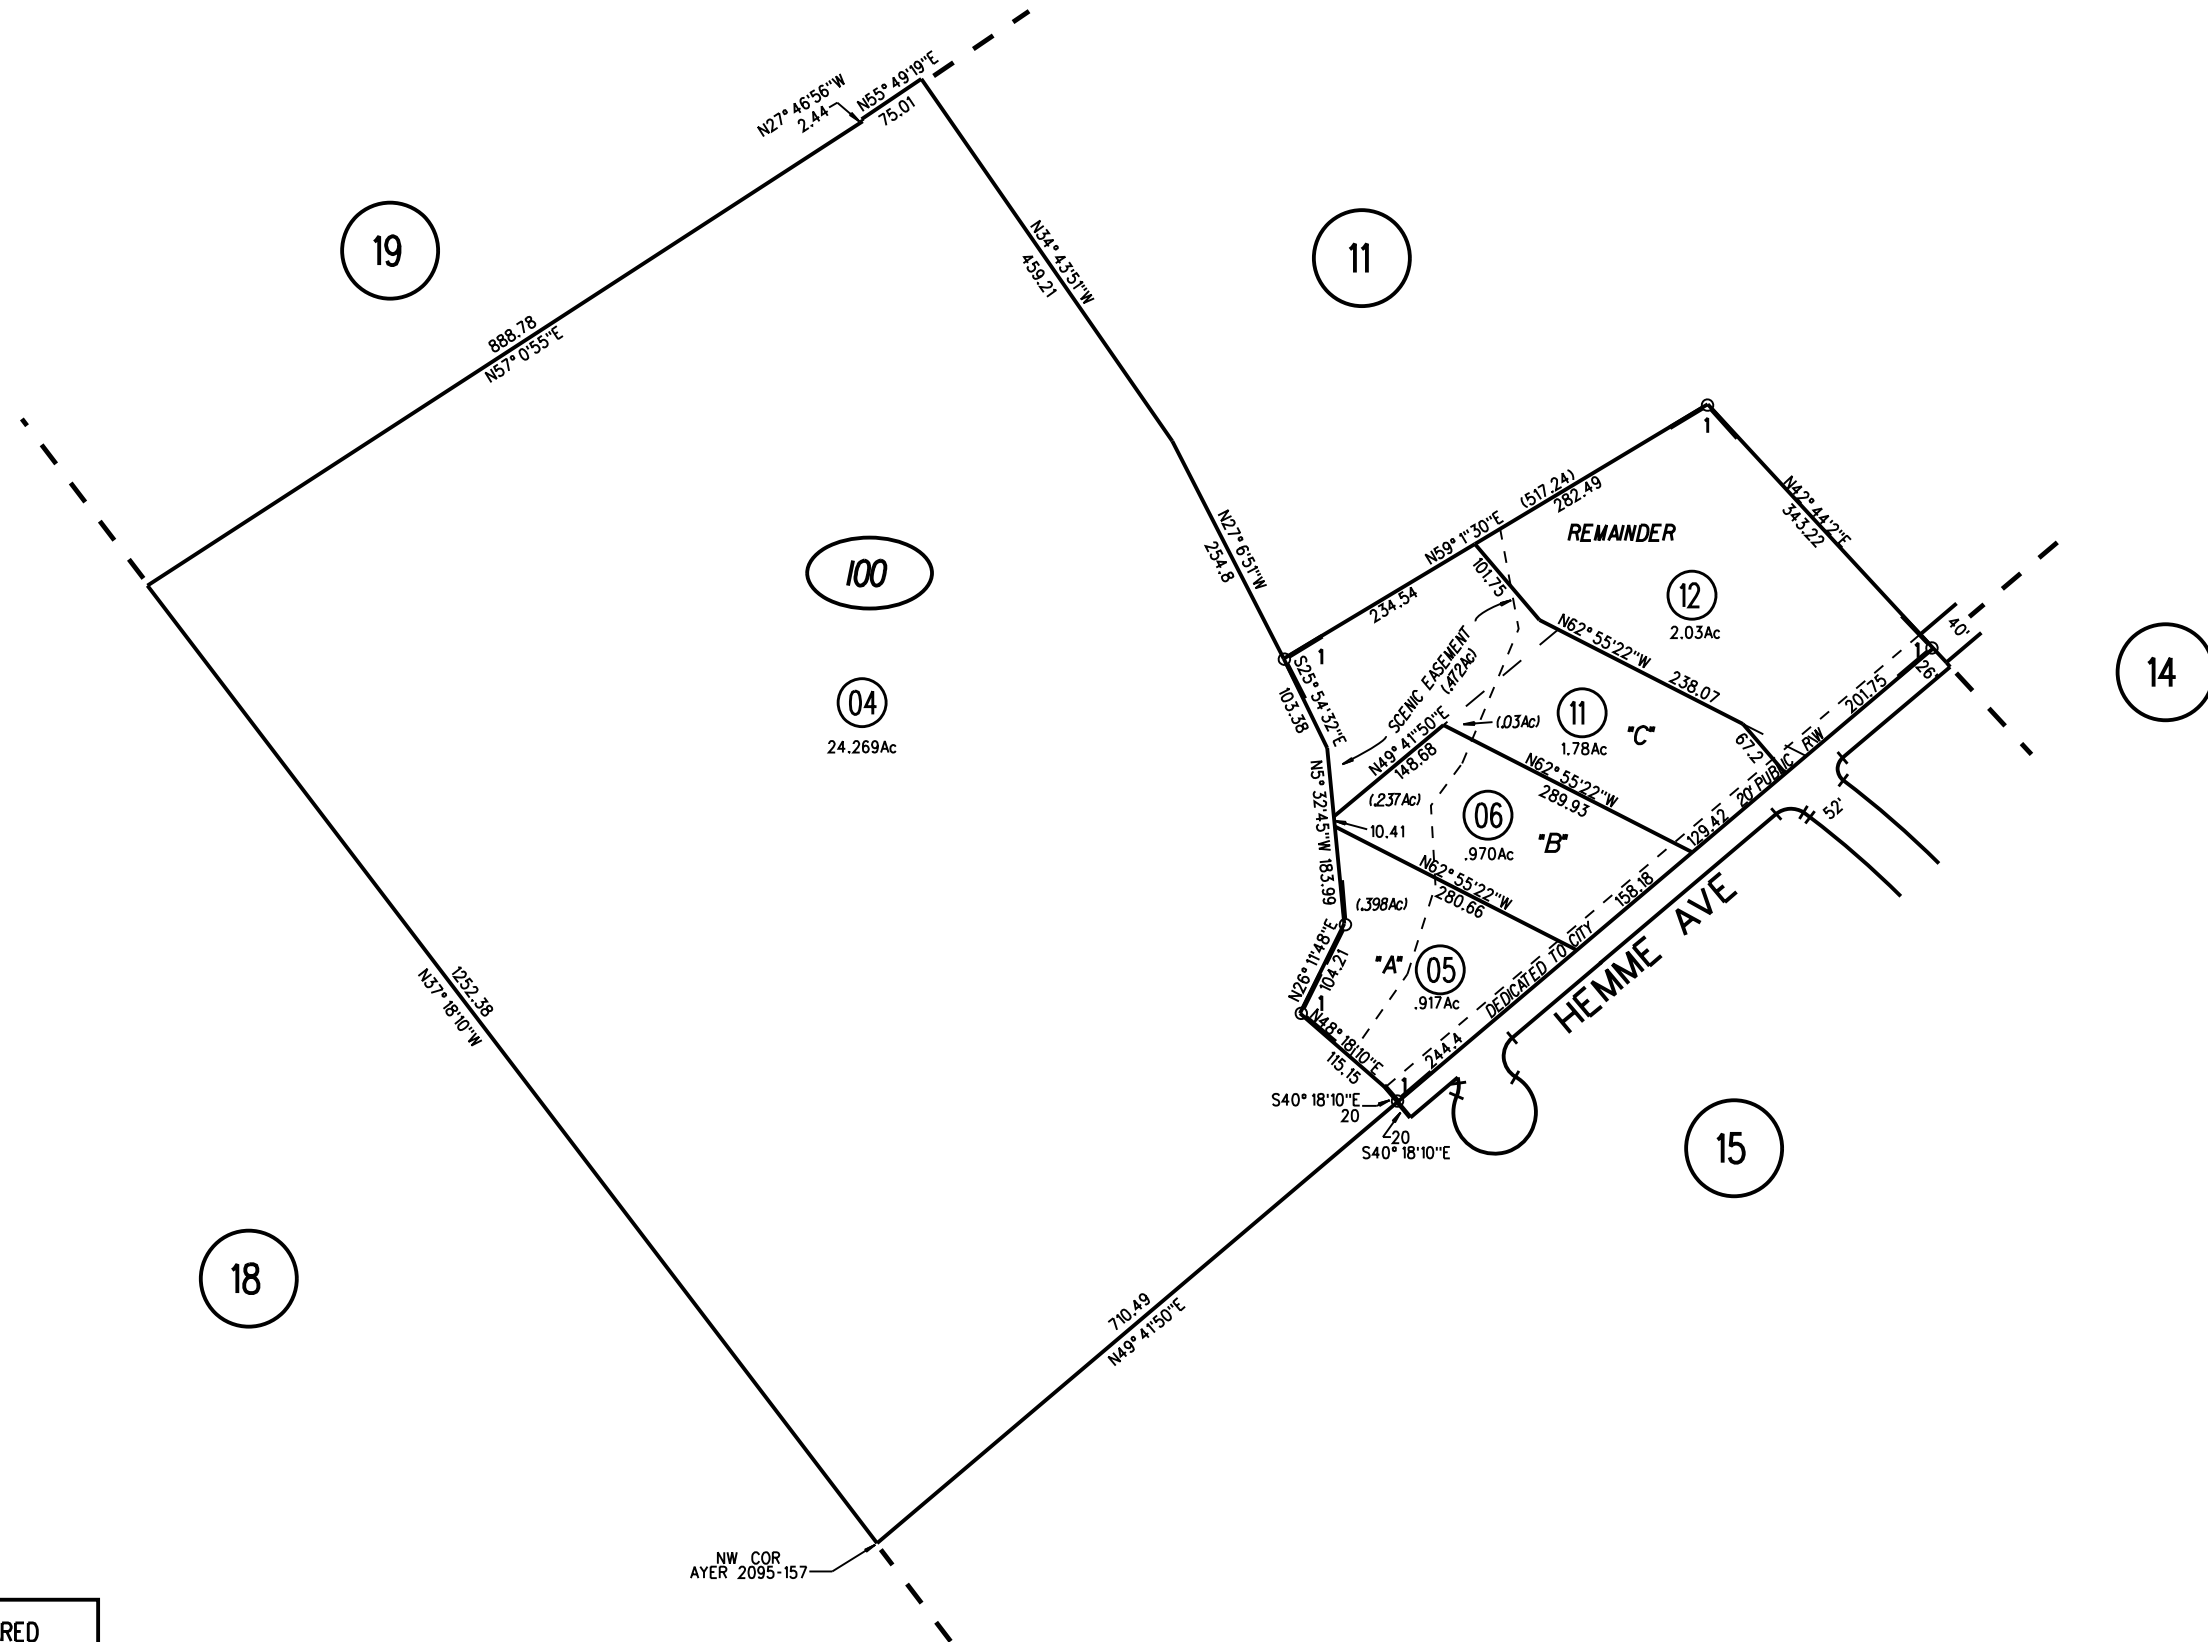 N27° 46'56"W
2.44
N55° 49'19"E
75.01
19
11
N34° 43'51"W
459.21
888.78
N57° 0'55"E
100
04
24.269Ac
N27° 6'51"W
254.8
N59° 1"30"E
(517.24)
282.49
234.54
1
REMAINDER
12
2.03Ac
N42° 44'2"E
343.22
101.75
N62° 55'22"W
238.07
67.2
40'
1
26'
201.75
14
1
S25° 54'32"E
103.38
SCENIC EASEMENT
(.472Ac)
N49° 41"50"E
148.68
(.03Ac)
11
1.78Ac
"C"
N62° 55'22"W
289.93
20' PUBLIC RW
129.42
52'
N5° 32'45"W 183.99
(.237Ac)
10.41
06
.970Ac
"B"
N62° 55'22"W
280.66
158.18
(.398Ac)
N26° 11'48"E
104.21
"A"
05
.917Ac
DEDICATED TO CITY
HEMME AVE
1
N48° 18'10"E
115.15
244.4
1
S40° 18'10"E
20
20
S40° 18'10"E
15
1252.38
N37° 18'10"W
18
710.49
N49° 41'50"E
NW COR
AYER 2095-157
RED